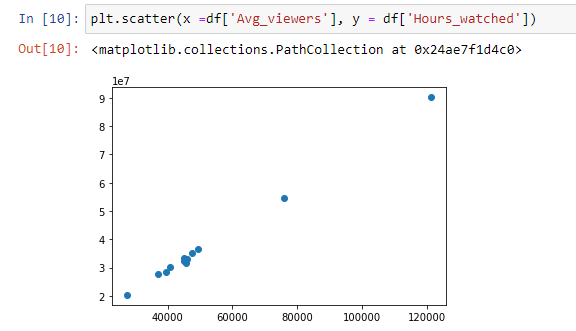 In [10]: plt.scatter(x =df['Avg_viewers'], y = df['Hours_watched'])
Out[10]: <matplotlib.collections.PathCollection at 0x24ae7f1d4c0>
1e7
9
8
7
6
5
4
3
2
40000 60000 80000 100000 120000